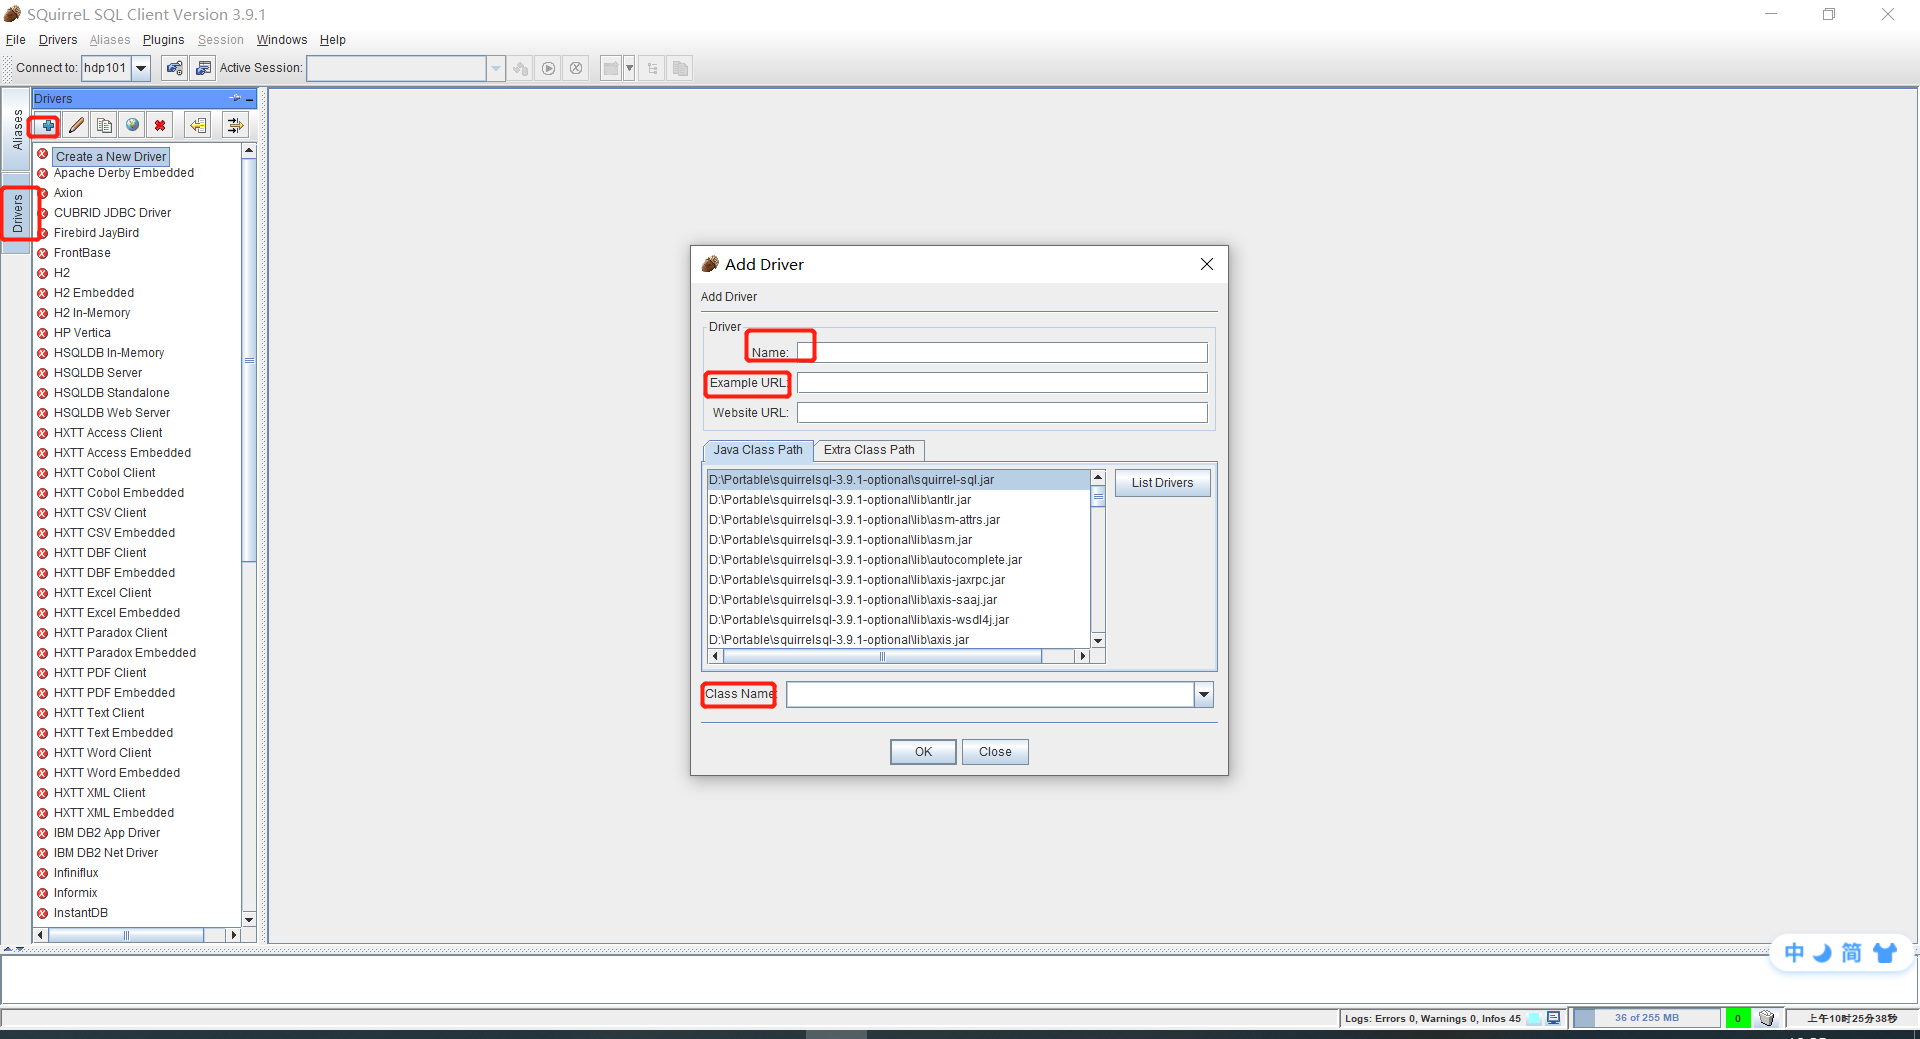 SQuirreL SQL Client Version 3.9.1
File Drivers Aliases Plugins Session Windows Help
Connect to: hdp101 Active Session:
Aliases
Drivers
Drivers
Create a New Driver
Apache Derby Embedded
Axion
CUBRID JDBC Driver
Firebird JayBird
FrontBase
H2
H2 Embedded
H2 In-Memory
HP Vertica
HSQLDB In-Memory
HSQLDB Server
HSQLDB Standalone
HSQLDB Web Server
HXTT Access Client
HXTT Access Embedded
HXTT Cobol Client
HXTT Cobol Embedded
HXTT CSV Client
HXTT CSV Embedded
HXTT DBF Client
HXTT DBF Embedded
HXTT Excel Client
HXTT Excel Embedded
HXTT Paradox Client
HXTT Paradox Embedded
HXTT PDF Client
HXTT PDF Embedded
HXTT Text Client
HXTT Text Embedded
HXTT Word Client
HXTT Word Embedded
HXTT XML Client
HXTT XML Embedded
IBM DB2 App Driver
IBM DB2 Net Driver
Infiniflux
Informix
InstantDB
Add Driver
Add Driver
Driver
Name:
Example URL:
Website URL:
Java Class Path Extra Class Path
D:\Portable\squirrelsql-3.9.1-optional\squirrel-sql.jar
D:\Portable\squirrelsql-3.9.1-optional\lib\antlr.jar
D:\Portable\squirrelsql-3.9.1-optional\lib\asm-attrs.jar
D:\Portable\squirrelsql-3.9.1-optional\lib\asm.jar
D:\Portable\squirrelsql-3.9.1-optional\lib\autocomplete.jar
D:\Portable\squirrelsql-3.9.1-optional\lib\axis-jaxrpc.jar
D:\Portable\squirrelsql-3.9.1-optional\lib\axis-saaj.jar
D:\Portable\squirrelsql-3.9.1-optional\lib\axis-wsdl4j.jar
D:\Portable\squirrelsql-3.9.1-optional\lib\axis.jar
List Drivers
Class Name:
OK Close
中 简
Logs: Errors 0, Warnings 0, Infos 45 36 of 255 MB 0 上午10时25分38秒